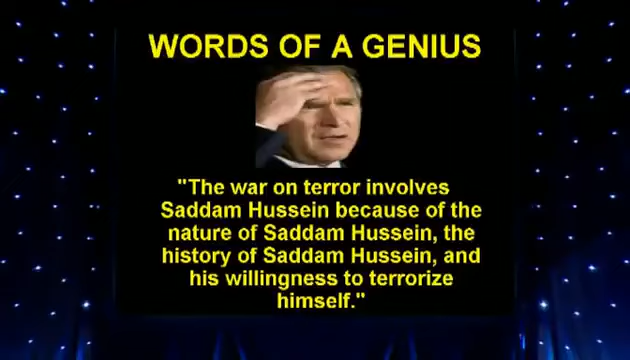 WORDS OF A GENIUS
"The war on terror involves
Saddam Hussein because of the
nature of Saddam Hussein, the
history of Saddam Hussein, and
his willingness to terrorize
himself."